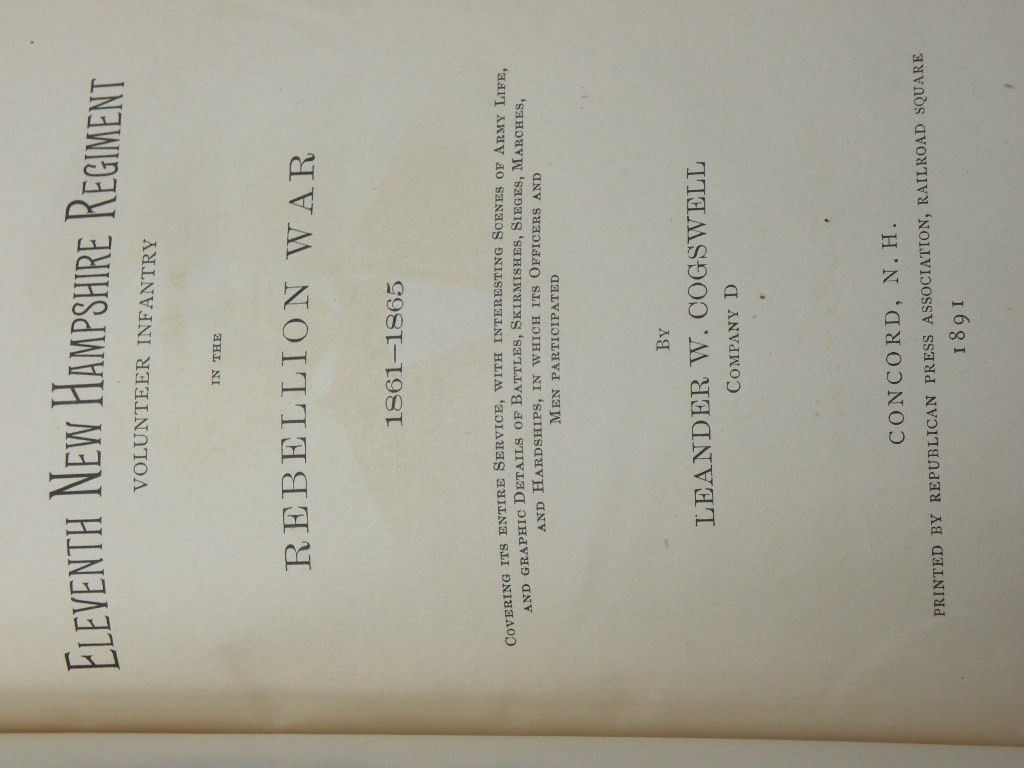 Eleventh New Hampshire Regiment
VOLUNTEER INFANTRY
IN THE
REBELLION WAR
1861–1865
Covering its entire Service, with interesting Scenes of Army Life,
and graphic Details of Battles, Skirmishes, Sieges, Marches,
and Hardships, in which its Officers and
Men participated
By
LEANDER W. COGSWELL
Company D
CONCORD, N. H.
PRINTED BY REPUBLICAN PRESS ASSOCIATION, RAILROAD SQUARE
1891